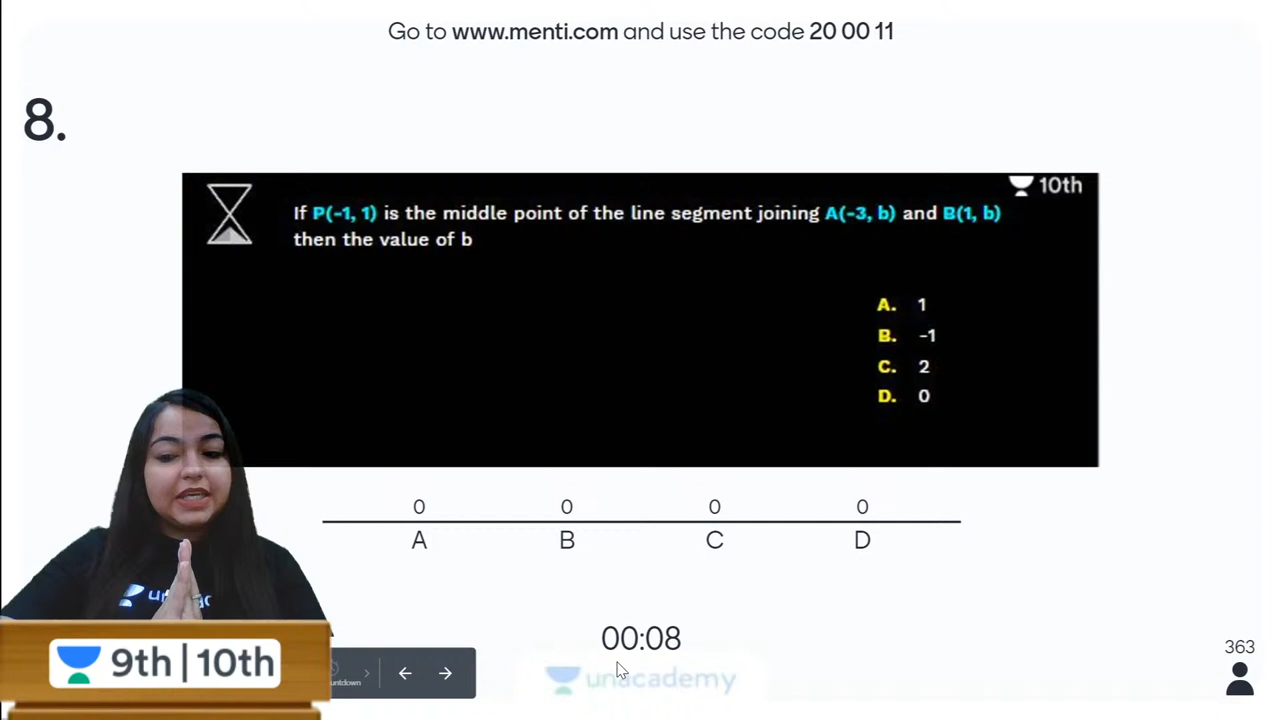 Go to www.menti.com and use the code 20 00 11
8.
10th
If P(-1, 1) is the middle point of the line segment joining A(-3, b) and B(1, b)
then the value of b
A. 1
B. -1
C. 2
D. 0
0 0 0 0
A B C D
00:08
363
9th | 10th
unacademy